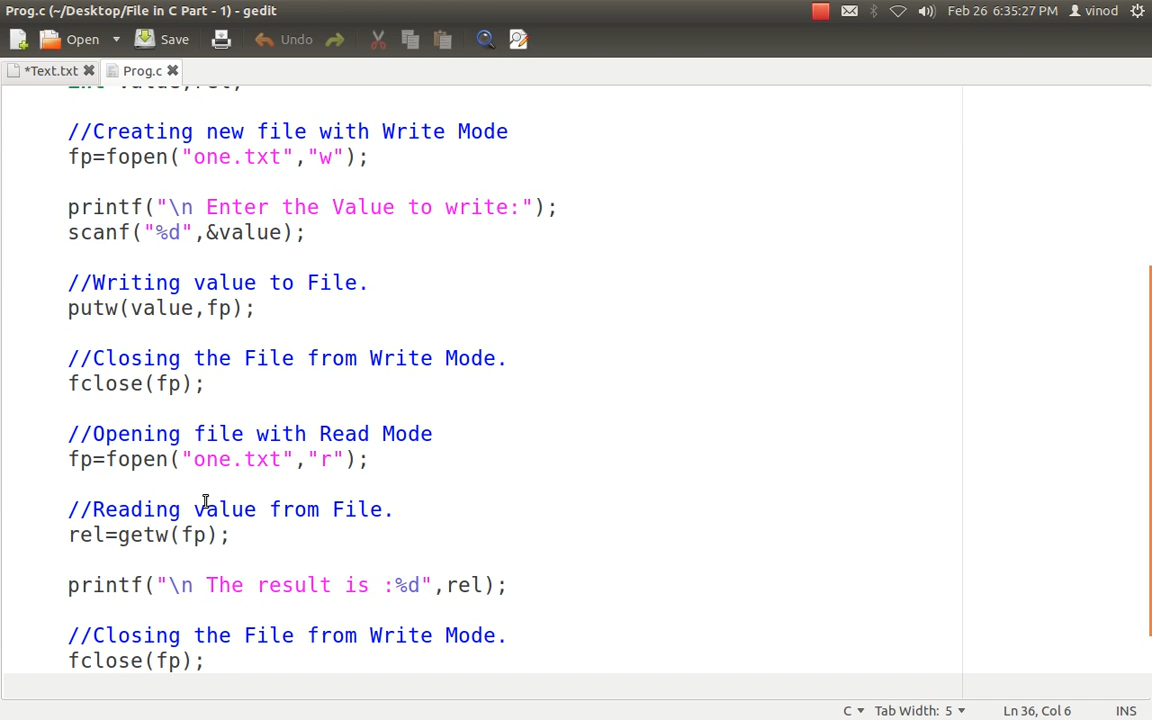 Prog.c (~/Desktop/File in C Part - 1) - gedit
Feb 26 6:35:27 PM vinod
Open Save Undo
*Text.txt Prog.c
int value,rel;
//Creating new file with Write Mode
fp=fopen("one.txt","w");
printf("\n Enter the Value to write:");
scanf("%d",&value);
//Writing value to File.
putw(value,fp);
//Closing the File from Write Mode.
fclose(fp);
//Opening file with Read Mode
fp=fopen("one.txt","r");
//Reading value from File.
rel=getw(fp);
printf("\n The result is :%d",rel);
//Closing the File from Write Mode.
fclose(fp);
C Tab Width: 5 Ln 36, Col 6 INS